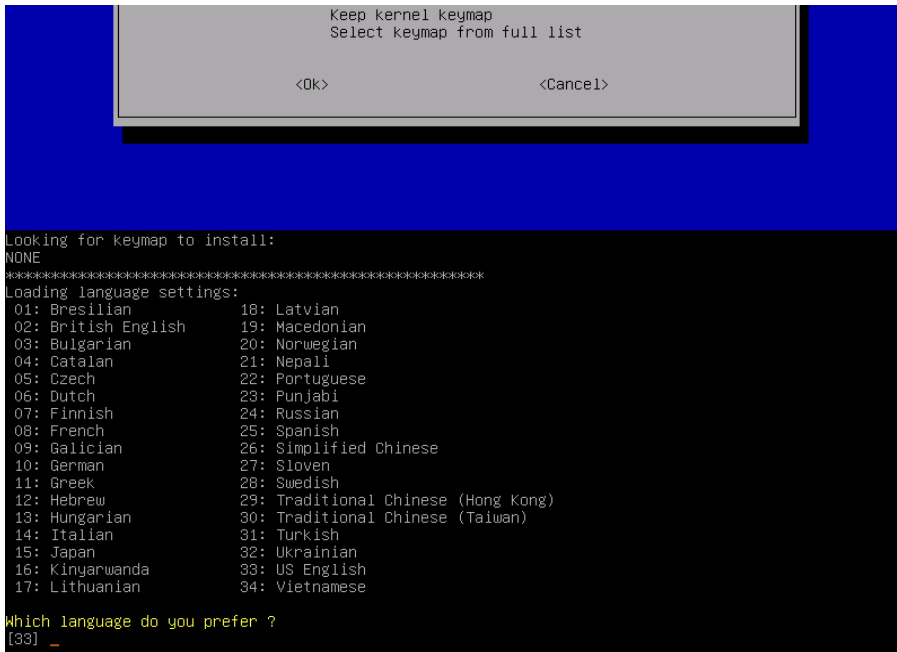 Keep kernel keymap
Select keymap from full list
<Ok> <Cancel>
Looking for keymap to install:
NONE
*****************************************************
Loading language settings:
01: Bresilian 18: Latvian
02: British English 19: Macedonian
03: Bulgarian 20: Norwegian
04: Catalan 21: Nepali
05: Czech 22: Portuguese
06: Dutch 23: Punjabi
07: Finnish 24: Russian
08: French 25: Spanish
09: Galician 26: Simplified Chinese
10: German 27: Sloven
11: Greek 28: Swedish
12: Hebrew 29: Traditional Chinese (Hong Kong)
13: Hungarian 30: Traditional Chinese (Taiwan)
14: Italian 31: Turkish
15: Japan 32: Ukrainian
16: Kinyarwanda 33: US English
17: Lithuanian 34: Vietnamese
Which language do you prefer ?
[33] _